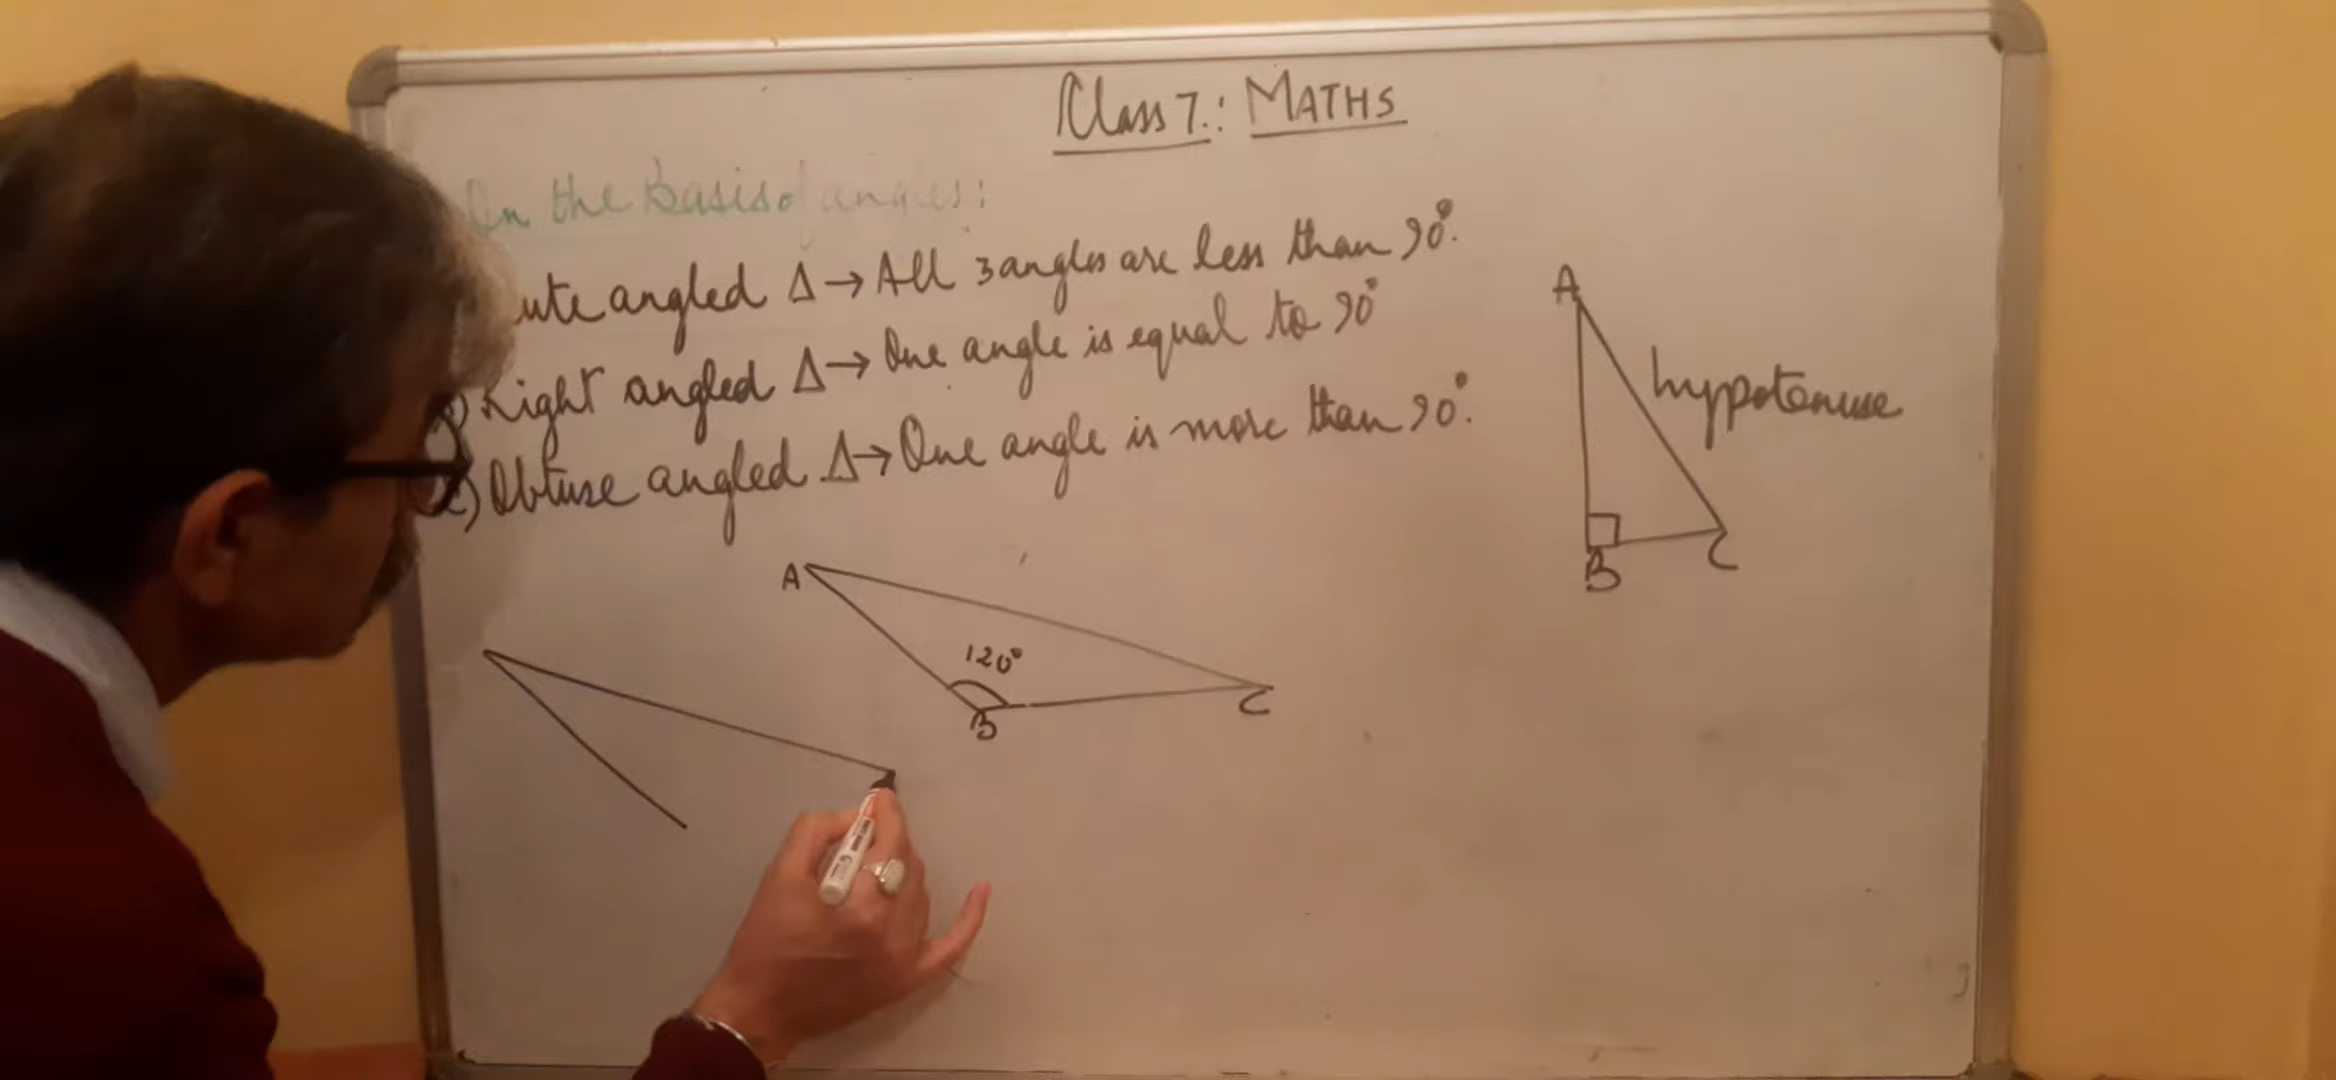 Class 7.: MATHS
On the basis of angles:
ute angled Δ → All 3 angles are less than 90°.
Right angled Δ → One angle is equal to 90°
Obtuse angled Δ → One angle is more than 90°.
A
hypotenuse
B
C
A
120°
B
C